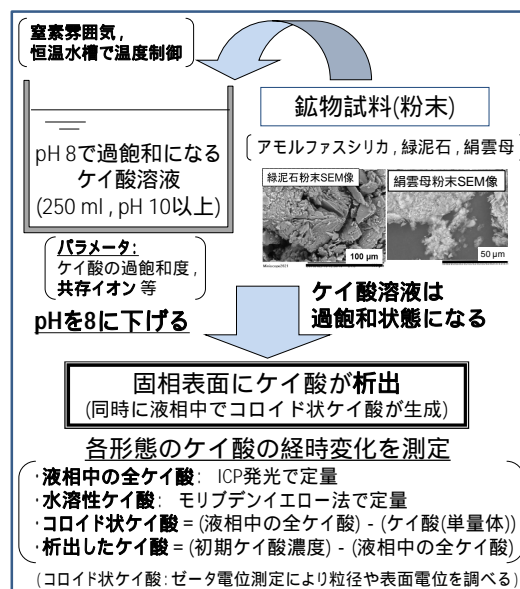 窒素雰囲気,
恒温水槽で温度制御
鉱物試料(粉末)
アモルファスシリカ,緑泥石,絹雲母
緑泥石粉末SEM像
100 μm
絹雲母粉末SEM像
50 μm
pH 8で過飽和になる
ケイ酸溶液
(250 ml , pH 10以上)
パラメータ:
ケイ酸の過飽和度,
共存イオン 等
pHを8に下げる
ケイ酸溶液は
過飽和状態になる
固相表面にケイ酸が析出
(同時に液相中でコロイド状ケイ酸が生成)
各形態のケイ酸の経時変化を測定
・液相中の全ケイ酸: ICP発光で定量
・水溶性ケイ酸: モリブデンイエロー法で定量
・コロイド状ケイ酸 = (液相中の全ケイ酸) - (ケイ酸(単量体))
・析出したケイ酸 = (初期ケイ酸濃度) - (液相中の全ケイ酸)
(コロイド状ケイ酸:ゼータ電位測定により粒径や表面電位を調べる)